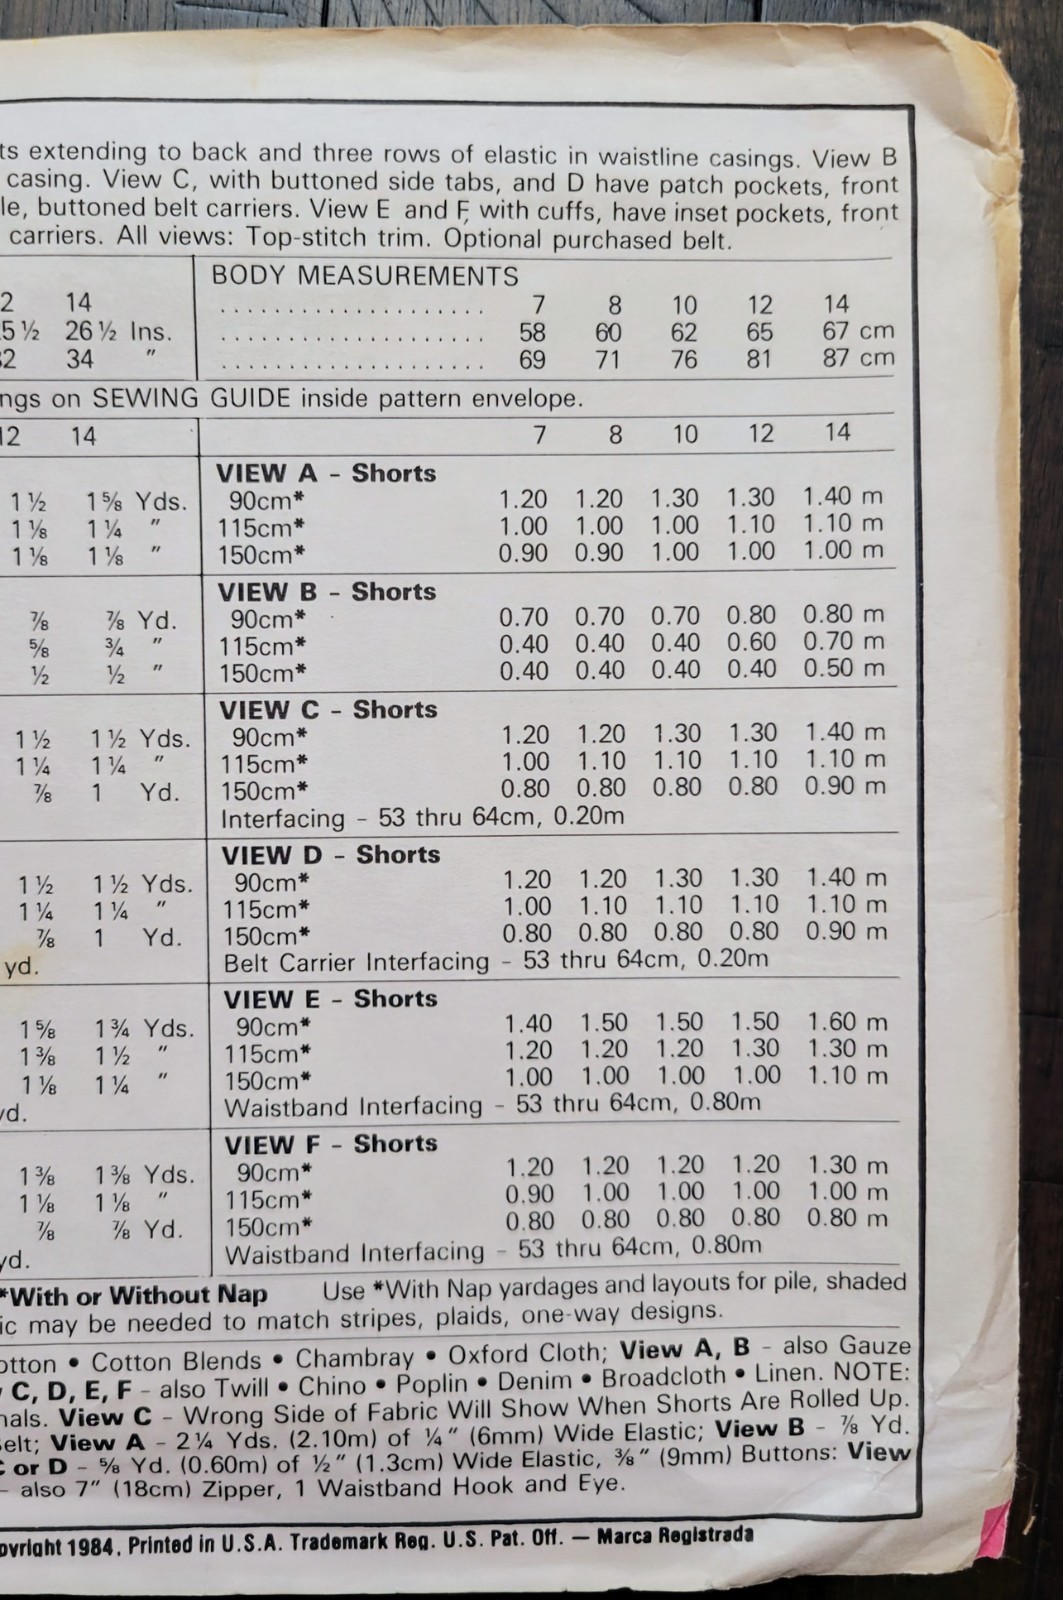 ts extending to back and three rows of elastic in waistline casings. View B
casing. View C, with buttoned side tabs, and D have patch pockets, front
le, buttoned belt carriers. View E and F, with cuffs, have inset pockets, front
carriers. All views: Top-stitch trim. Optional purchased belt.
BODY MEASUREMENTS
2 14 .................... 7 8 10 12 14
5½ 26½ Ins. .................... 58 60 62 65 67 cm
32 34 " .................... 69 71 76 81 87 cm
ngs on SEWING GUIDE inside pattern envelope.
12 14 7 8 10 12 14
VIEW A - Shorts
1½ 1⅝ Yds. 90cm* 1.20 1.20 1.30 1.30 1.40 m
1⅛ 1¼ " 115cm* 1.00 1.00 1.00 1.10 1.10 m
1⅛ 1⅛ " 150cm* 0.90 0.90 1.00 1.00 1.00 m
VIEW B - Shorts
⅞ ⅞ Yd. 90cm* 0.70 0.70 0.70 0.80 0.80 m
⅝ ¾ " 115cm* 0.40 0.40 0.40 0.60 0.70 m
½ ½ " 150cm* 0.40 0.40 0.40 0.40 0.50 m
VIEW C - Shorts
1½ 1½ Yds. 90cm* 1.20 1.20 1.30 1.30 1.40 m
1¼ 1¼ " 115cm* 1.00 1.10 1.10 1.10 1.10 m
⅞ 1 Yd. 150cm* 0.80 0.80 0.80 0.80 0.90 m
Interfacing - 53 thru 64cm, 0.20m
VIEW D - Shorts
1½ 1½ Yds. 90cm* 1.20 1.20 1.30 1.30 1.40 m
1¼ 1¼ " 115cm* 1.00 1.10 1.10 1.10 1.10 m
⅞ 1 Yd. 150cm* 0.80 0.80 0.80 0.80 0.90 m
yd. Belt Carrier Interfacing - 53 thru 64cm, 0.20m
VIEW E - Shorts
1⅝ 1¾ Yds. 90cm* 1.40 1.50 1.50 1.50 1.60 m
1⅜ 1½ " 115cm* 1.20 1.20 1.20 1.30 1.30 m
1⅛ 1¼ " 150cm* 1.00 1.00 1.00 1.00 1.10 m
yd. Waistband Interfacing - 53 thru 64cm, 0.80m
VIEW F - Shorts
1⅜ 1⅜ Yds. 90cm* 1.20 1.20 1.20 1.20 1.30 m
1⅛ 1⅛ " 115cm* 0.90 1.00 1.00 1.00 1.00 m
⅞ ⅞ Yd. 150cm* 0.80 0.80 0.80 0.80 0.80 m
yd. Waistband Interfacing - 53 thru 64cm, 0.80m
*With or Without Nap Use *With Nap yardages and layouts for pile, shaded
ic may be needed to match stripes, plaids, one-way designs.
otton • Cotton Blends • Chambray • Oxford Cloth; View A, B - also Gauze
C, D, E, F - also Twill • Chino • Poplin • Denim • Broadcloth • Linen. NOTE:
nals. View C - Wrong Side of Fabric Will Show When Shorts Are Rolled Up.
Belt; View A - 2¼ Yds. (2.10m) of ¼" (6mm) Wide Elastic; View B - ⅞ Yd.
C or D - ⅝ Yd. (0.60m) of ½" (1.3cm) Wide Elastic, ⅜" (9mm) Buttons: View
- also 7" (18cm) Zipper, 1 Waistband Hook and Eye.
opyright 1984, Printed in U.S.A. Trademark Reg. U.S. Pat. Off. — Marca Registrada